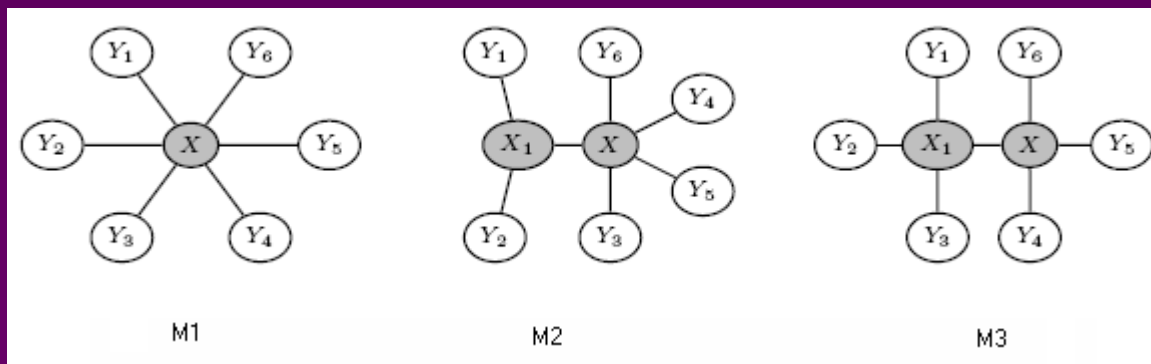 Y₁ Y₆ Y₂ X Y₅ Y₃ Y₄
M1
Y₁ Y₆ Y₄ X₁ X Y₅ Y₂ Y₃
M2
Y₁ Y₆ Y₂ X₁ X Y₅ Y₃ Y₄
M3